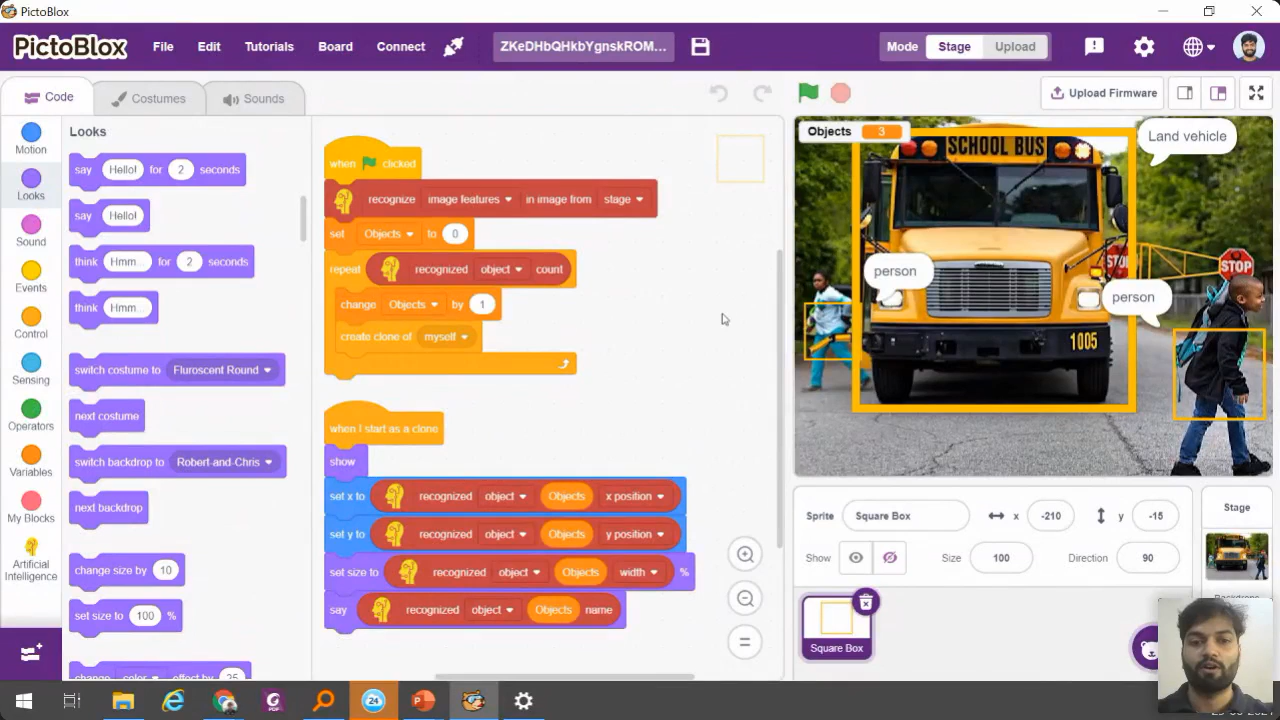 PictoBlox
PictoBlox File Edit Tutorials Board Connect ZKeDHbQHkbYgnskROM... Mode Stage Upload
Code Costumes Sounds Upload Firmware
Motion
Looks
Sound
Events
Control
Sensing
Operators
Variables
My Blocks
Artificial
Intelligence
Looks
say Hello! for 2 seconds
say Hello!
think Hmm... for 2 seconds
think Hmm...
switch costume to Fluroscent Round
next costume
switch backdrop to Robert-and-Chris
next backdrop
change size by 10
set size to 100 %
change color effect by 25
when clicked
recognize image features in image from stage
set Objects to 0
repeat recognized object count
change Objects by 1
create clone of myself
when I start as a clone
show
set x to recognized object Objects x position
set y to recognized object Objects y position
set size to recognized object Objects width %
say recognized object Objects name
Objects 3
SCHOOL BUS
Land vehicle
person
STOP
STOP
person
1005
Sprite Square Box x -210 y -15
Show Size 100 Direction 90
Square Box
Stage
24
PDF